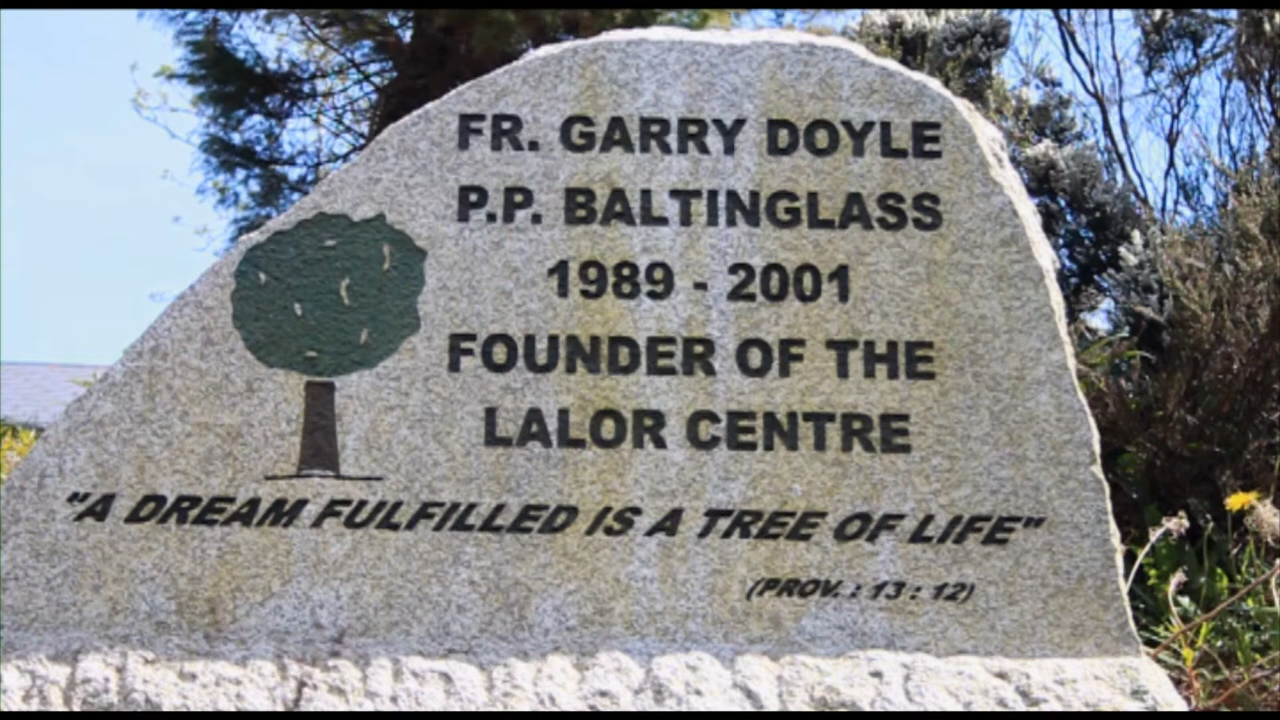 FR. GARRY DOYLE
P.P. BALTINGLASS
1989 - 2001
FOUNDER OF THE
LALOR CENTRE
"A DREAM FULFILLED IS A TREE OF LIFE"
(PROV. : 13 : 12)